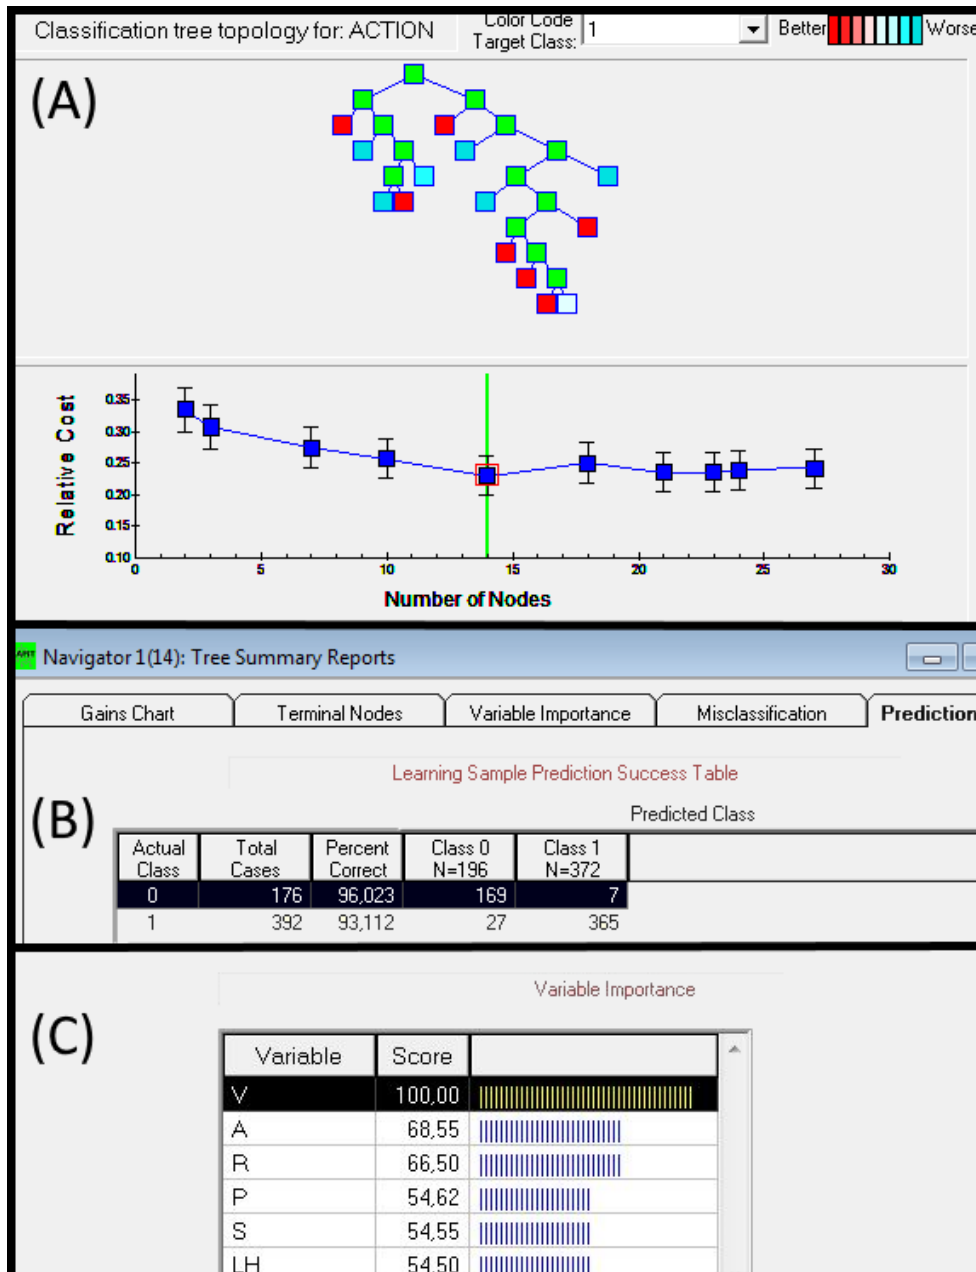 Classification tree topology for: ACTION
Color Code
Target Class:
1
Better
Worse
(A)
Relative Cost
0.35
0.30
0.25
0.20
0.15
0.10
0 5 10 15 20 25 30
Number of Nodes
Navigator 1(14): Tree Summary Reports
Gains Chart Terminal Nodes Variable Importance Misclassification Prediction
Learning Sample Prediction Success Table
(B)
Predicted Class
Actual Class Total Cases Percent Correct Class 0 N=196 Class 1 N=372
0 176 96,023 169 7
1 392 93,112 27 365
(C)
Variable Importance
Variable Score
V 100,00
A 68,55
R 66,50
P 54,62
S 54,55
LH 54,50